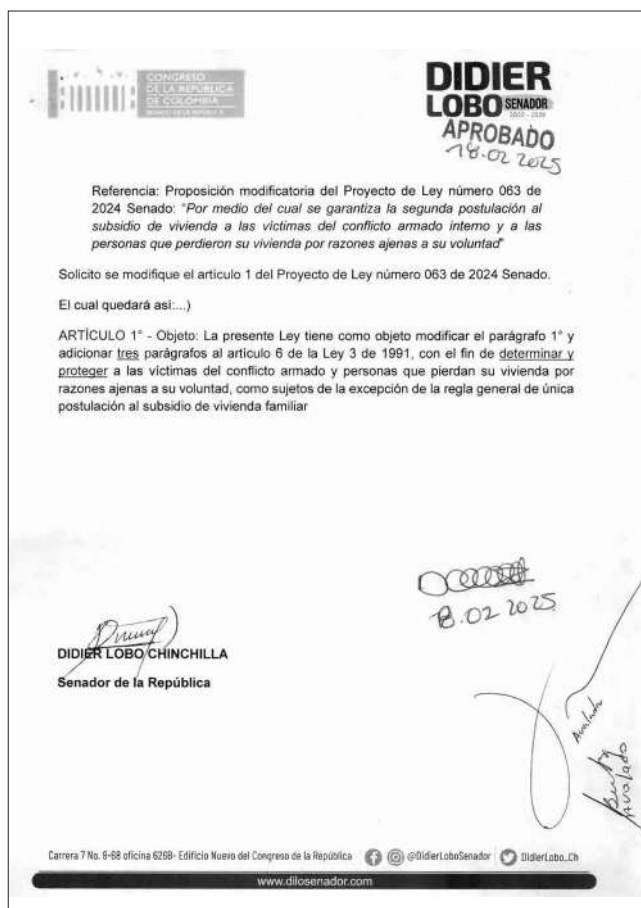 CONGRESO
DE LA REPÚBLICA
DE COLOMBIA
DIDIER
LOBO SENADOR
2022 - 2026
APROBADO
18.02 2025
Referencia: Proposición modificatoria del Proyecto de Ley número 063 de
2024 Senado: “Por medio del cual se garantiza la segunda postulación al
subsidio de vivienda a las víctimas del conflicto armado interno y a las
personas que perdieron su vivienda por razones ajenas a su voluntad”
Solicito se modifique el artículo 1 del Proyecto de Ley número 063 de 2024 Senado.
El cual quedará así:...)
ARTÍCULO 1° - Objeto: La presente Ley tiene como objeto modificar el parágrafo 1° y
adicionar tres parágrafos al artículo 6 de la Ley 3 de 1991, con el fin de determinar y
proteger a las víctimas del conflicto armado y personas que pierdan su vivienda por
razones ajenas a su voluntad, como sujetos de la excepción de la regla general de única
postulación al subsidio de vivienda familiar
18.02 2025
DIDIER LOBO CHINCHILLA
Senador de la República
Avalada
Avalado
Carrera 7 No. 8-68 oficina 626B- Edificio Nuevo del Congreso de la República @DidierLoboSenador DidierLobo_Ch
www.dilosenador.com